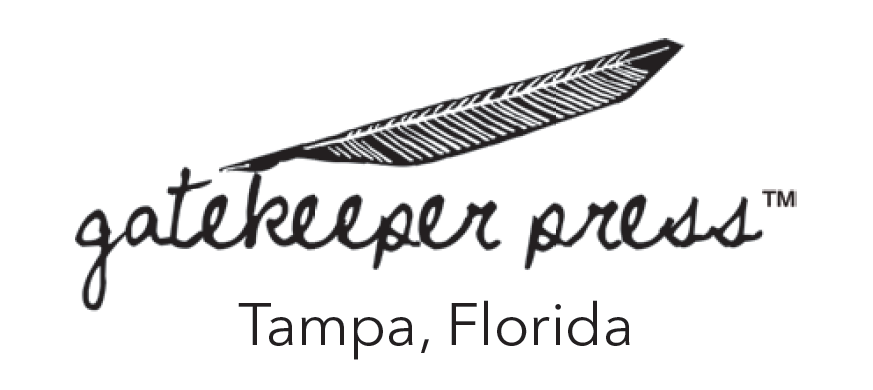 gatekeeper press™
Tampa, Florida